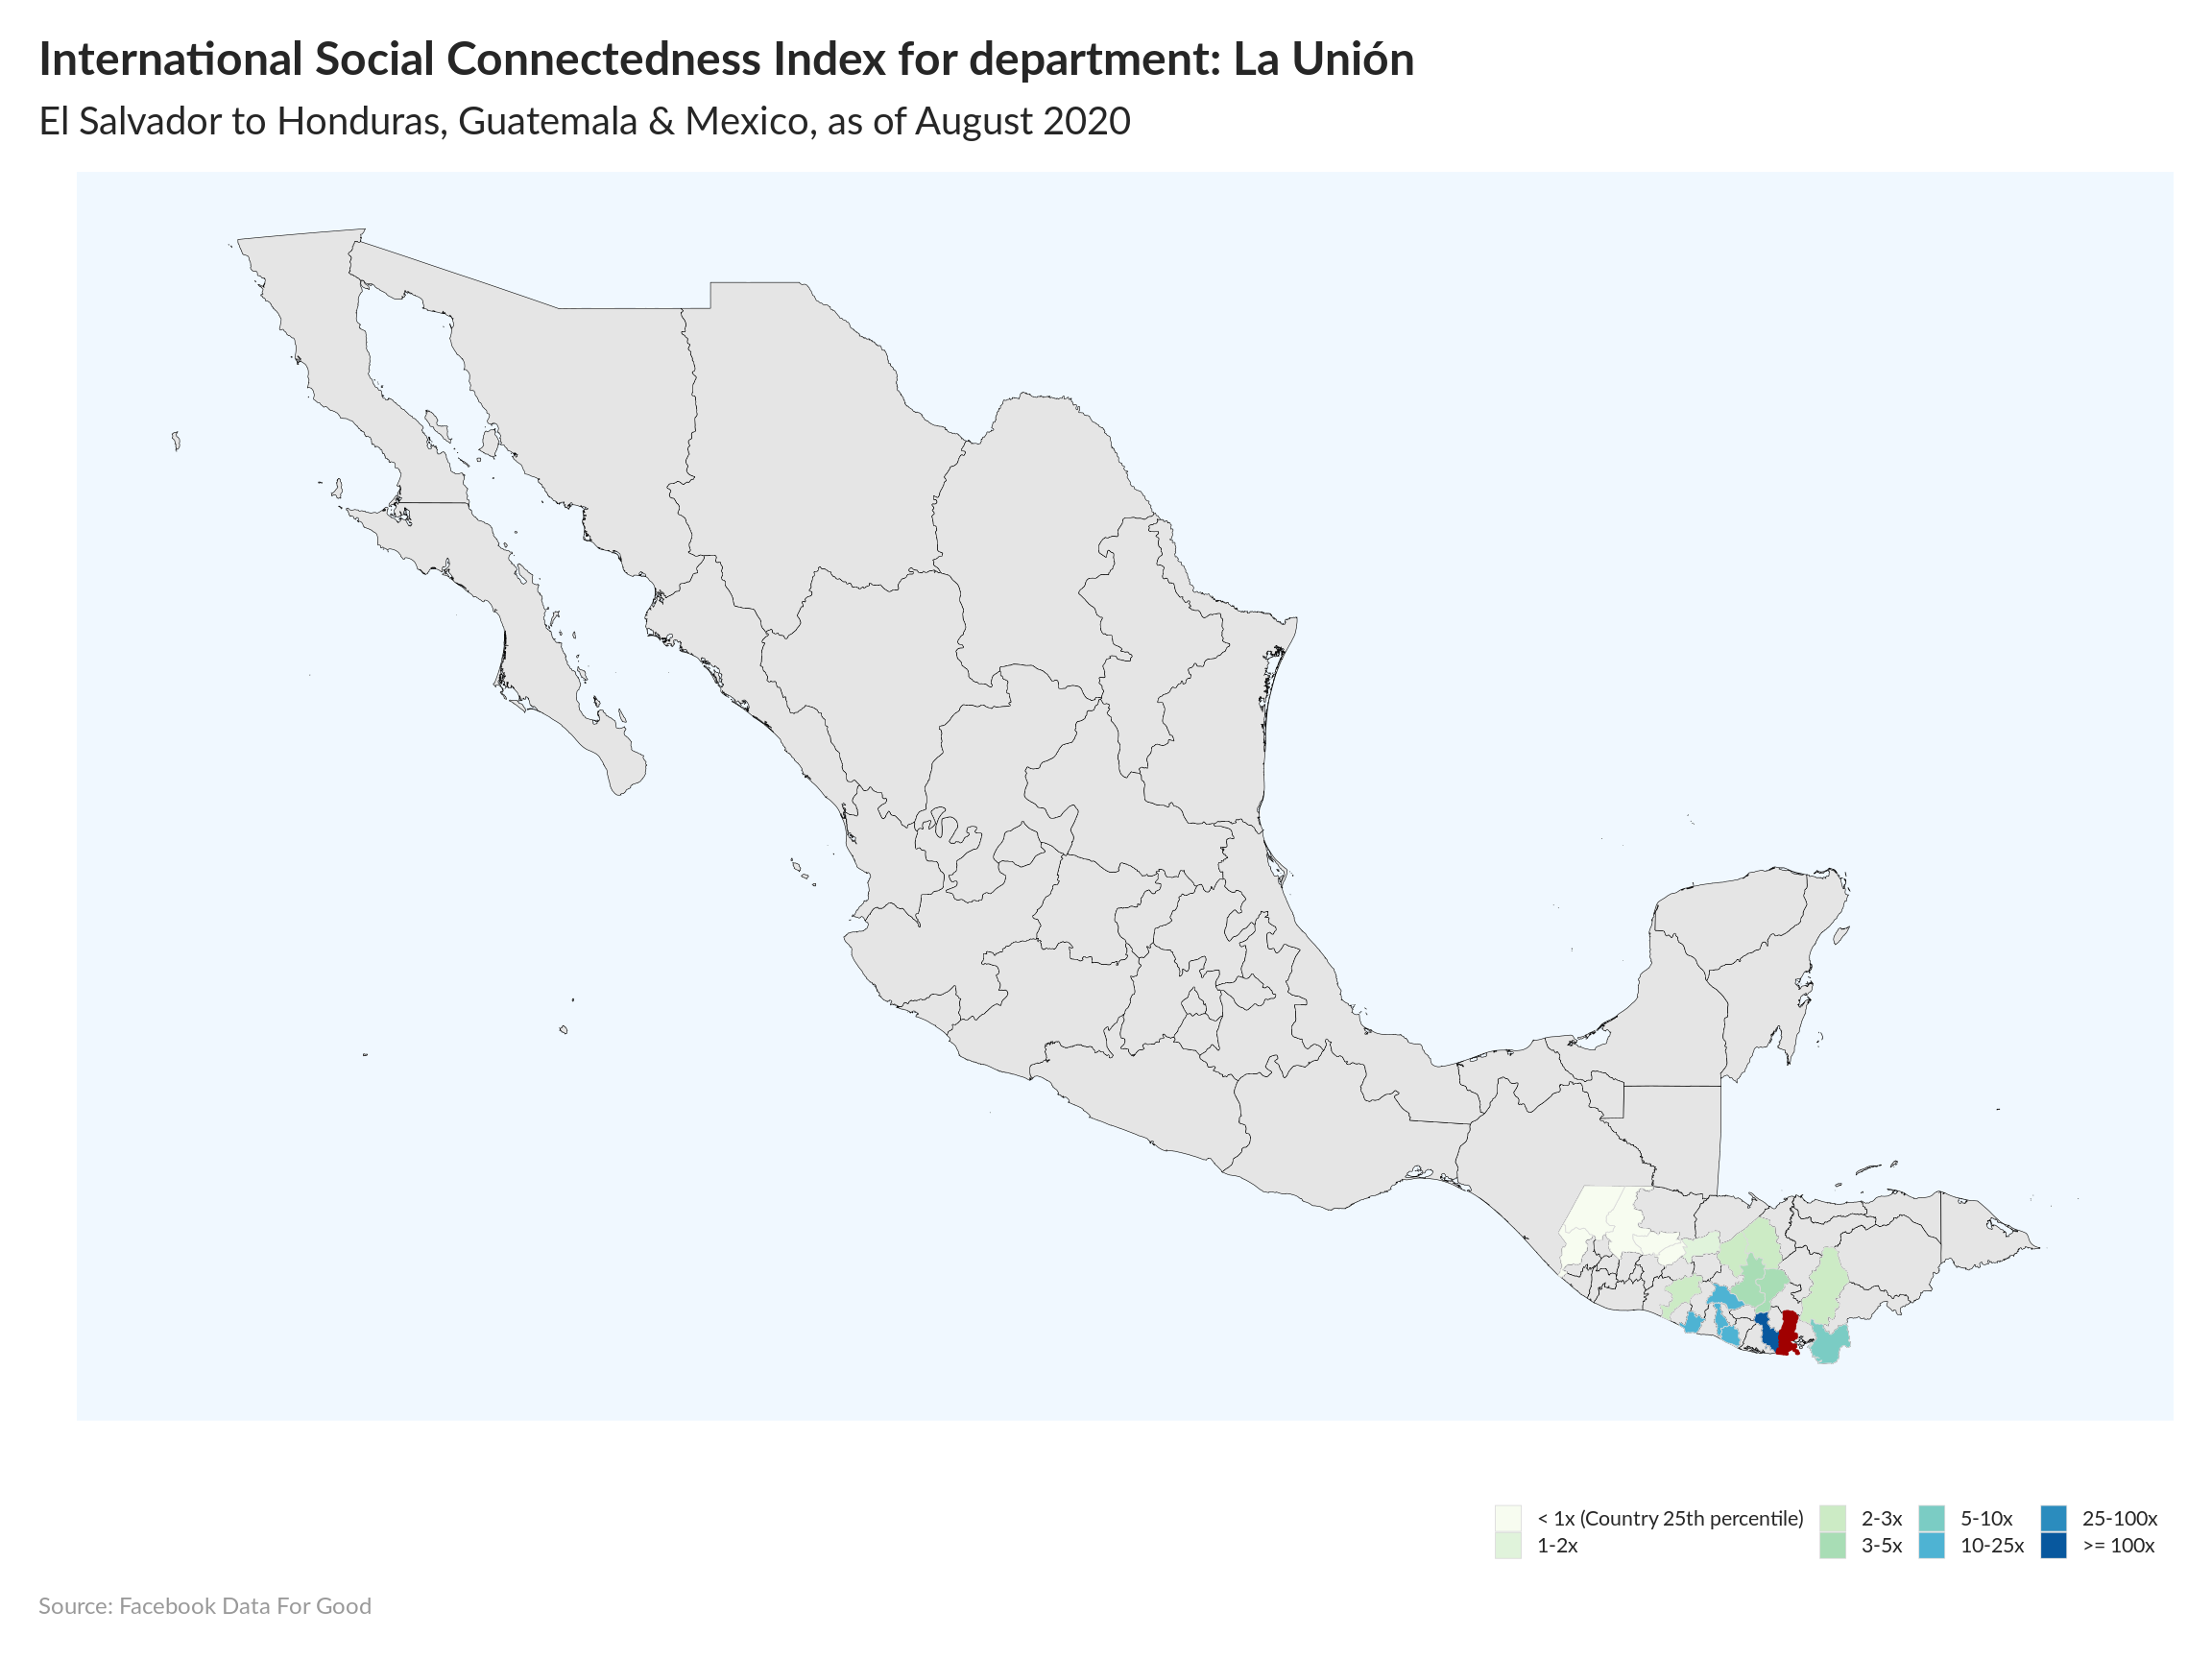 International Social Connectedness Index for department: La Unión
El Salvador to Honduras, Guatemala & Mexico, as of August 2020
< 1x (Country 25th percentile)
1-2x
2-3x
3-5x
5-10x
10-25x
25-100x
>= 100x
Source: Facebook Data For Good